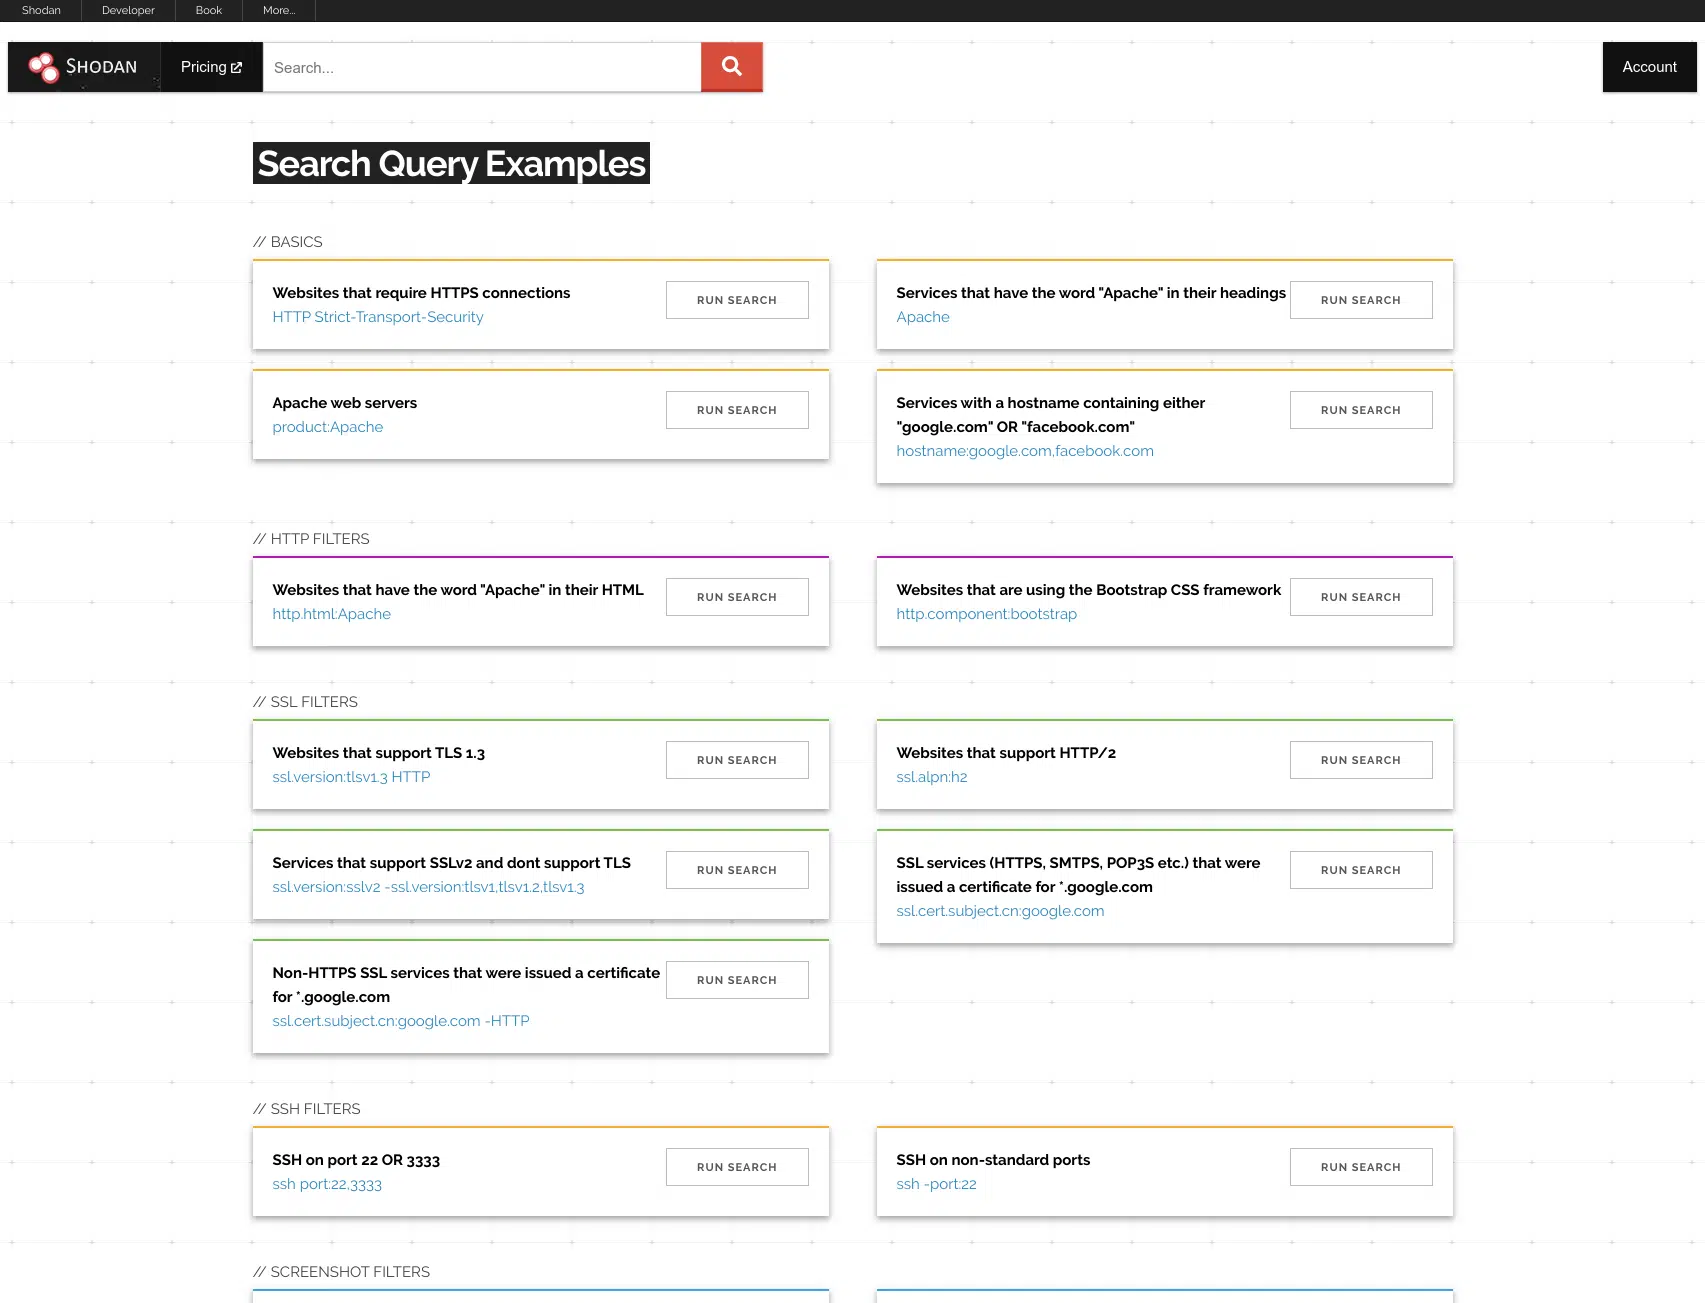 Shodan Developer Book More...
SHODAN Pricing Search... Account
Search Query Examples
// BASICS
Websites that require HTTPS connections
HTTP Strict-Transport-Security
RUN SEARCH
Services that have the word "Apache" in their headings
Apache
RUN SEARCH
Apache web servers
product:Apache
RUN SEARCH
Services with a hostname containing either
"google.com" OR "facebook.com"
hostname:google.com,facebook.com
RUN SEARCH
// HTTP FILTERS
Websites that have the word "Apache" in their HTML
http.html:Apache
RUN SEARCH
Websites that are using the Bootstrap CSS framework
http.component:bootstrap
RUN SEARCH
// SSL FILTERS
Websites that support TLS 1.3
ssl.version:tlsv1.3 HTTP
RUN SEARCH
Websites that support HTTP/2
ssl.alpn:h2
RUN SEARCH
Services that support SSLv2 and dont support TLS
ssl.version:sslv2 -ssl.version:tlsv1,tlsv1.2,tlsv1.3
RUN SEARCH
SSL services (HTTPS, SMTPS, POP3S etc.) that were
issued a certificate for *.google.com
ssl.cert.subject.cn:google.com
RUN SEARCH
Non-HTTPS SSL services that were issued a certificate
for *.google.com
ssl.cert.subject.cn:google.com -HTTP
RUN SEARCH
// SSH FILTERS
SSH on port 22 OR 3333
ssh port:22,3333
RUN SEARCH
SSH on non-standard ports
ssh -port:22
RUN SEARCH
// SCREENSHOT FILTERS